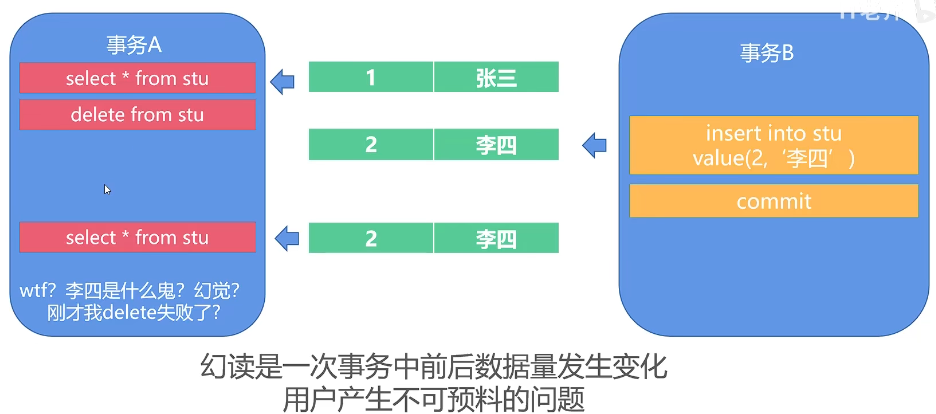 事务A
select * from stu
delete from stu
select * from stu
wtf？李四是什么鬼？幻觉？
刚才我delete失败了？
1 张三
2 李四
2 李四
事务B
insert into stu
value(2,‘李四’)
commit
幻读是一次事务中前后数据量发生变化
用户产生不可预料的问题